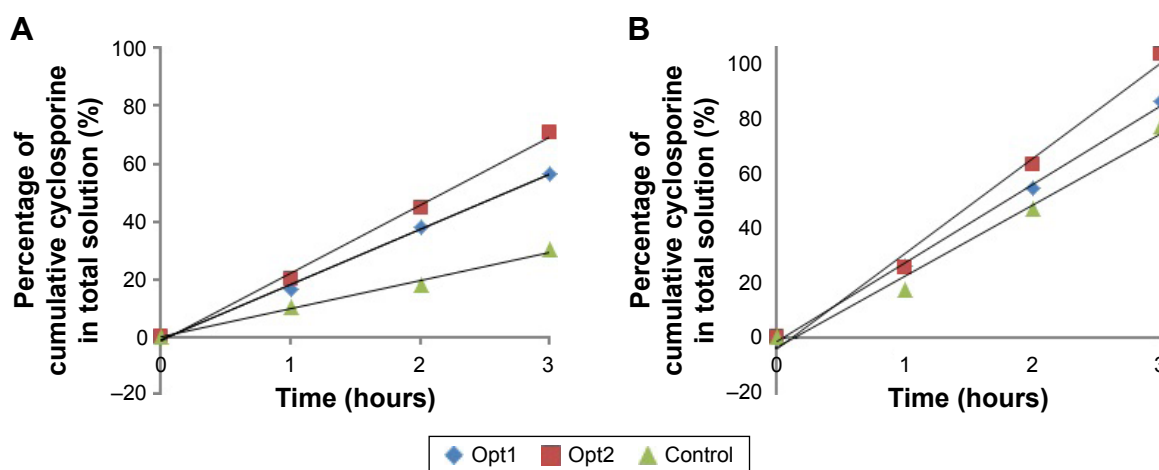 A
Percentage of
cumulative cyclosporine
in total solution (%)
100
80
60
40
20
0
–20
0 1 2 3
Time (hours)
B
Percentage of
cumulative cyclosporine
in total solution (%)
100
80
60
40
20
0
–20
0 1 2 3
Time (hours)
Opt1 Opt2 Control